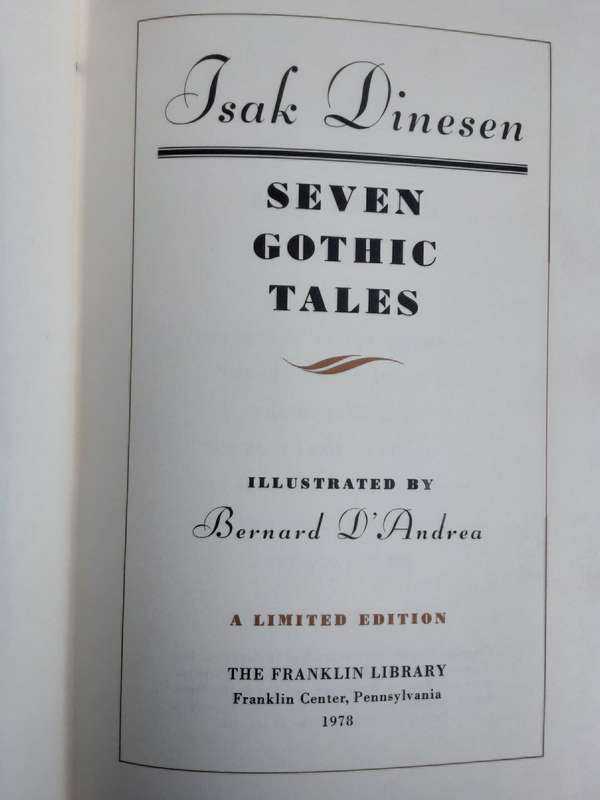 Isak Dinesen
SEVEN
GOTHIC
TALES
ILLUSTRATED BY
Bernard D'Andrea
A LIMITED EDITION
THE FRANKLIN LIBRARY
Franklin Center, Pennsylvania
1978